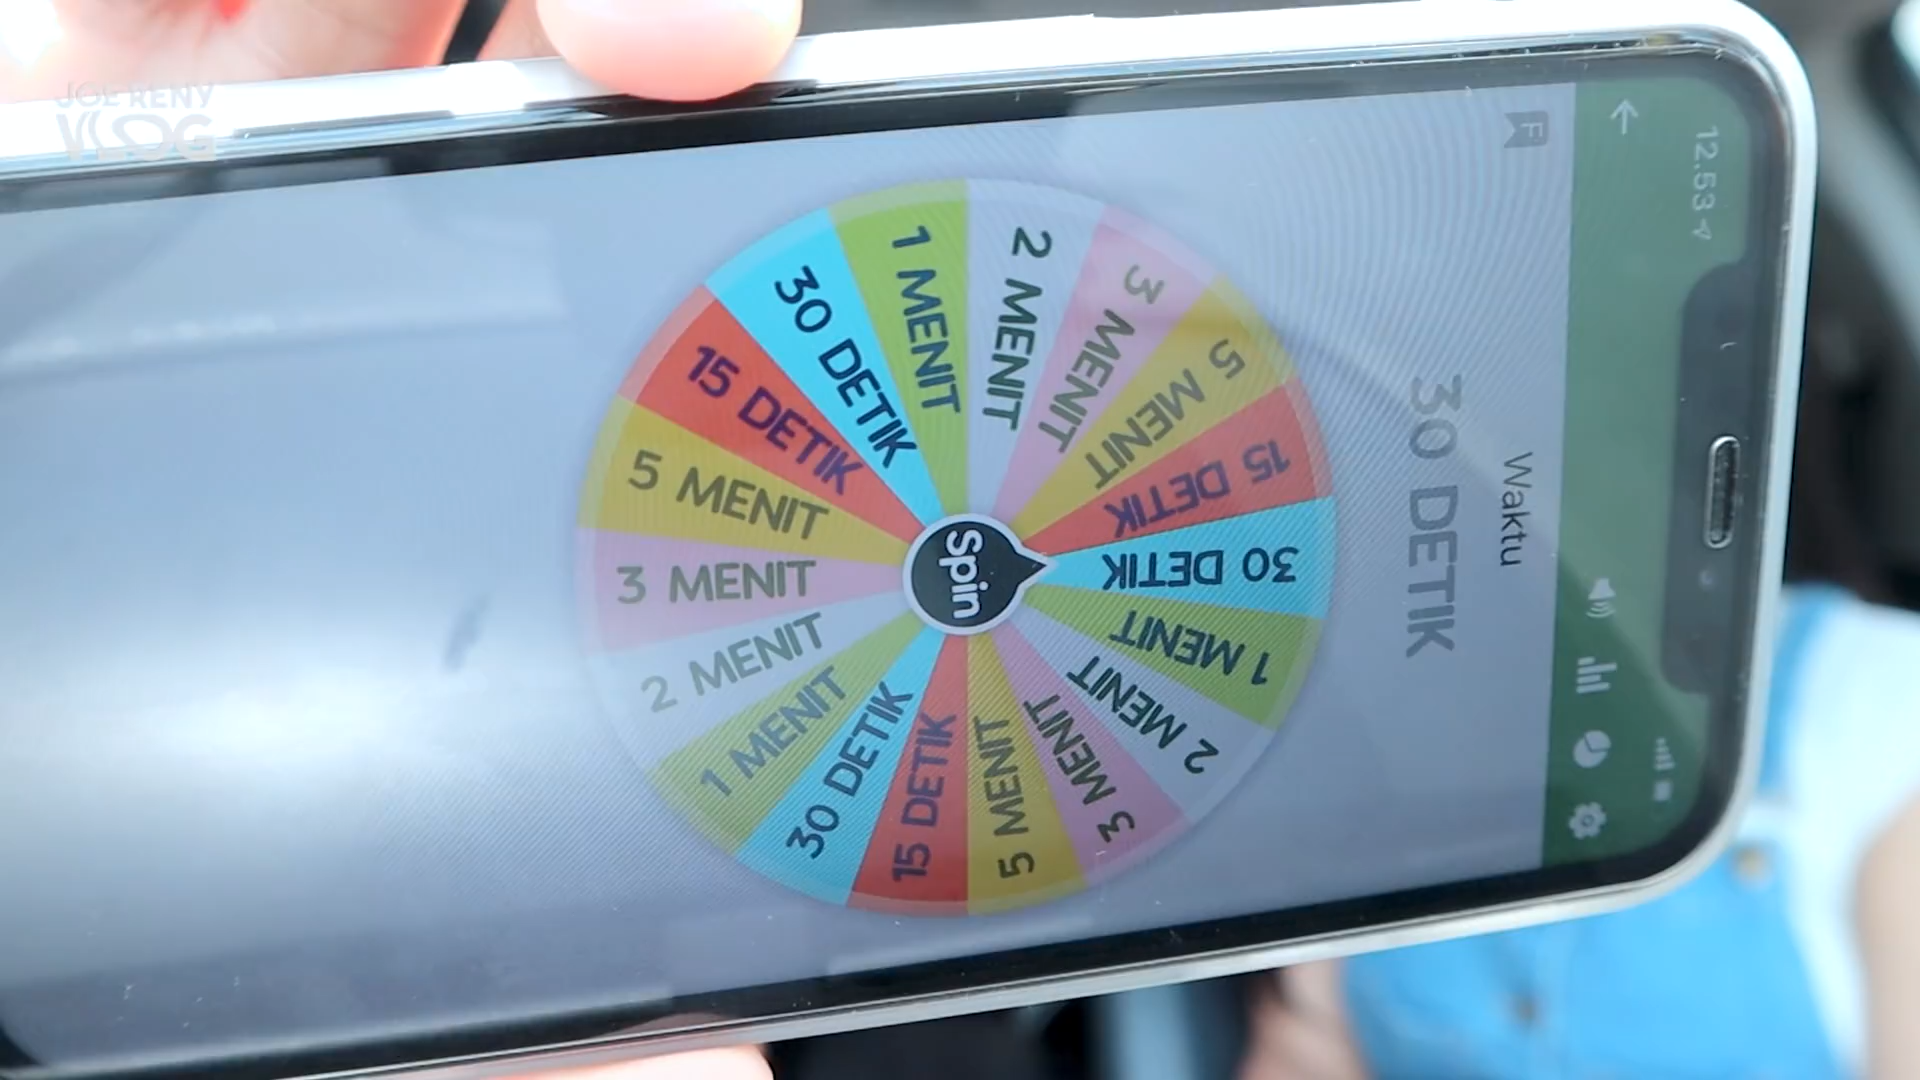 JOE RENY
VLOG
12.53
Waktu
30 DETIK
30 DETIK
1 MENIT
2 MENIT
3 MENIT
5 MENIT
15 DETIK
30 DETIK
1 MENIT
2 MENIT
3 MENIT
5 MENIT
15 DETIK
30 DETIK
1 MENIT
2 MENIT
3 MENIT
5 MENIT
15 DETIK
Spin